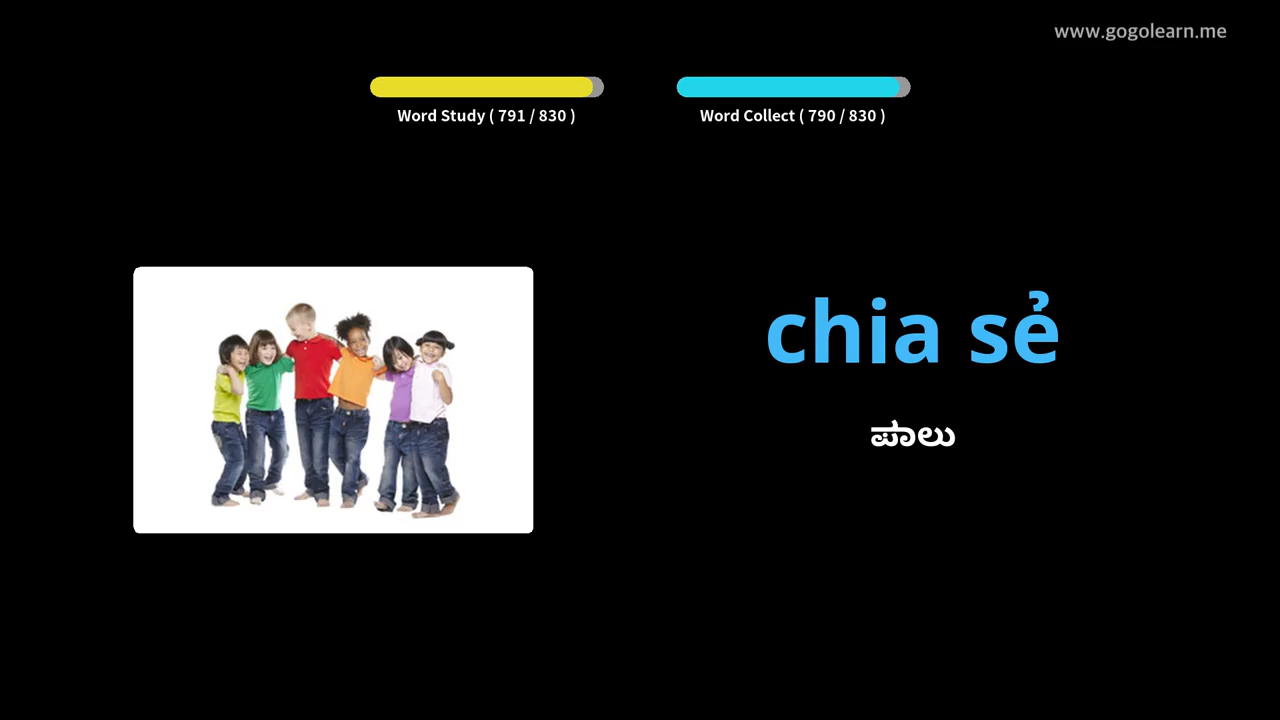 www.gogolearn.me
Word Study ( 791 / 830 )
Word Collect ( 790 / 830 )
chia sẻ
ಪಾಲು